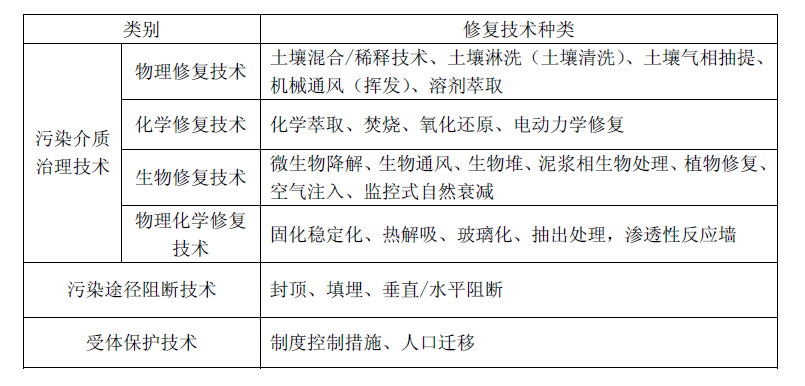 类别
修复技术种类
污染介质
治理技术
物理修复技术
土壤混合/稀释技术、土壤淋洗（土壤清洗）、土壤气相抽提、
机械通风（挥发）、溶剂萃取
化学修复技术
化学萃取、焚烧、氧化还原、电动力学修复
生物修复技术
微生物降解、生物通风、生物堆、泥浆相生物处理、植物修复、
空气注入、监控式自然衰减
物理化学修复
技术
固化稳定化、热解吸、玻璃化、抽出处理，渗透性反应墙
污染途径阻断技术
封顶、填埋、垂直/水平阻断
受体保护技术
制度控制措施、人口迁移